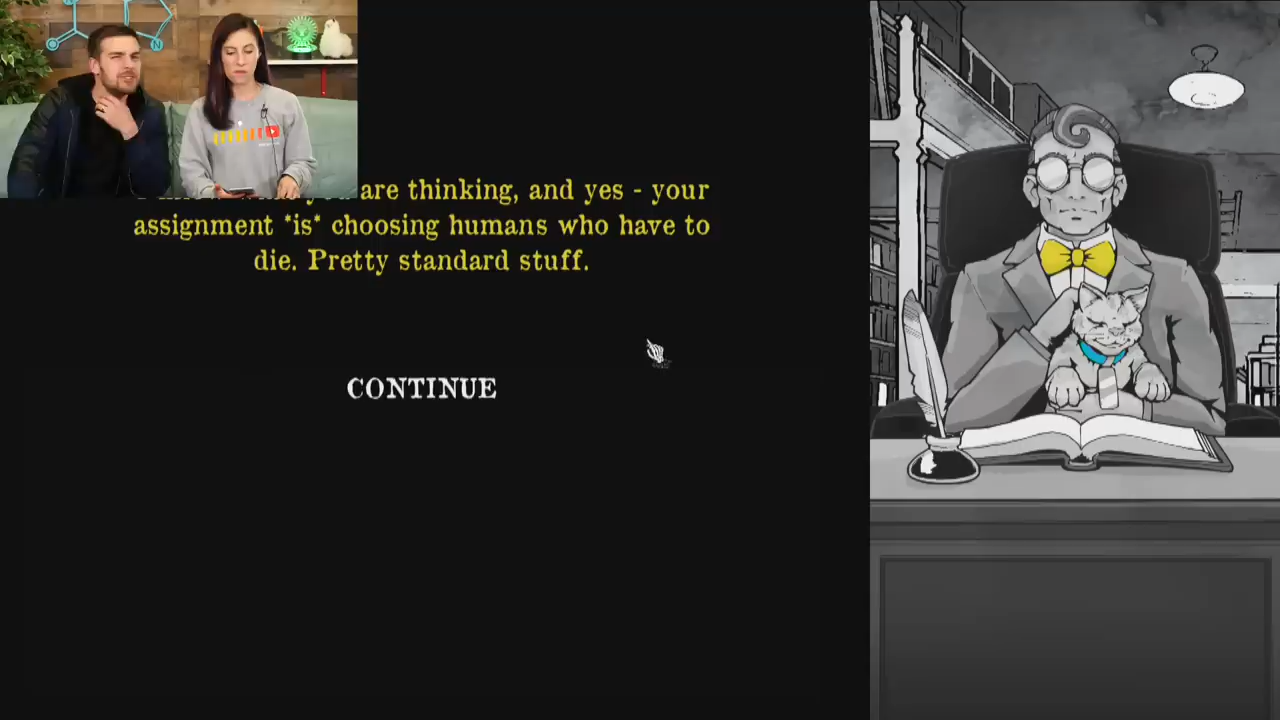 are thinking, and yes - your
assignment *is* choosing humans who have to
die. Pretty standard stuff.
CONTINUE